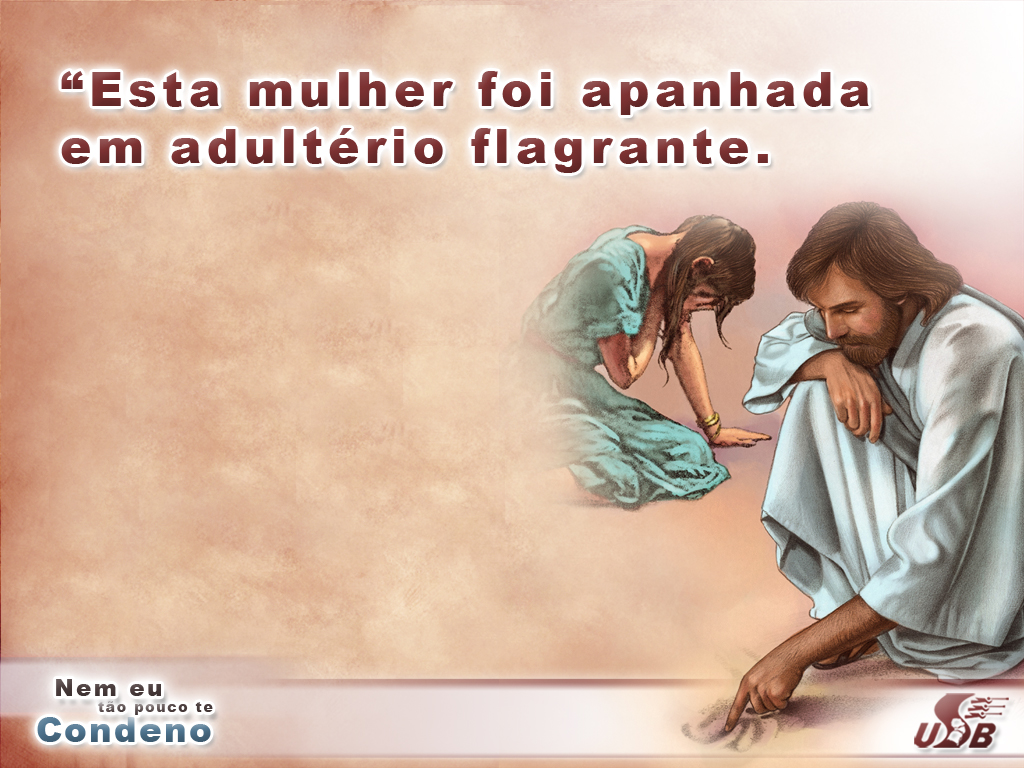 “Esta mulher foi apanhada
em adultério flagrante.
Nem eu
tão pouco te
Condeno
USB